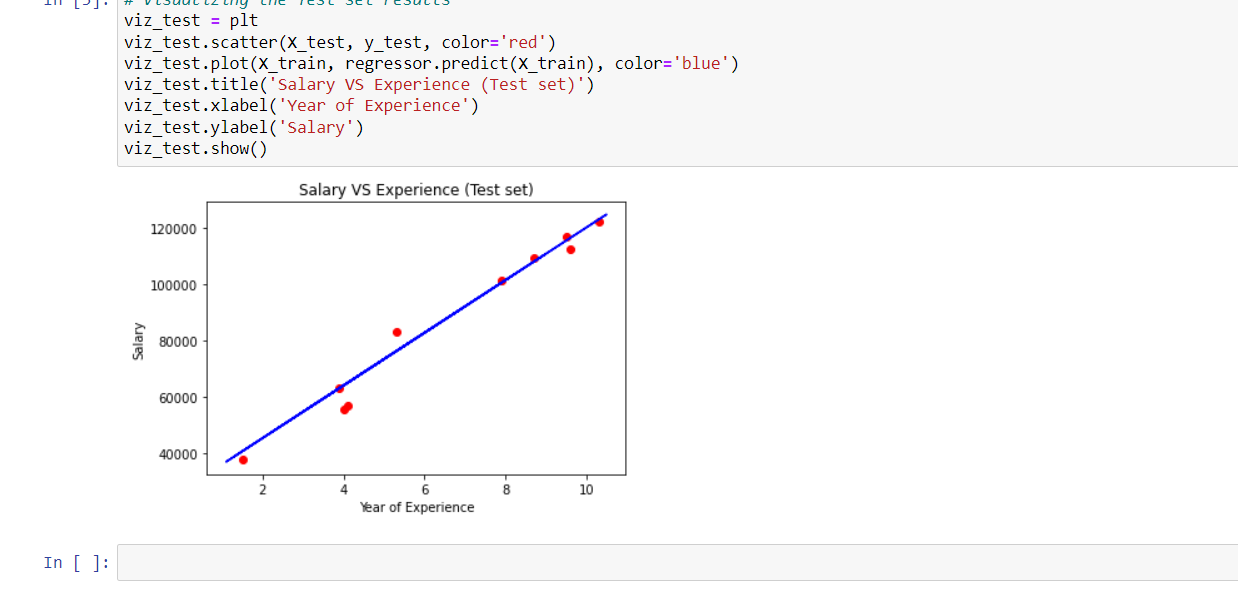 In [5]: # Visualizing the Test set results
viz_test = plt
viz_test.scatter(X_test, y_test, color='red')
viz_test.plot(X_train, regressor.predict(X_train), color='blue')
viz_test.title('Salary VS Experience (Test set)')
viz_test.xlabel('Year of Experience')
viz_test.ylabel('Salary')
viz_test.show()
Salary VS Experience (Test set)
120000
100000
80000
60000
40000
Salary
2 4 6 8 10
Year of Experience
In [ ]: